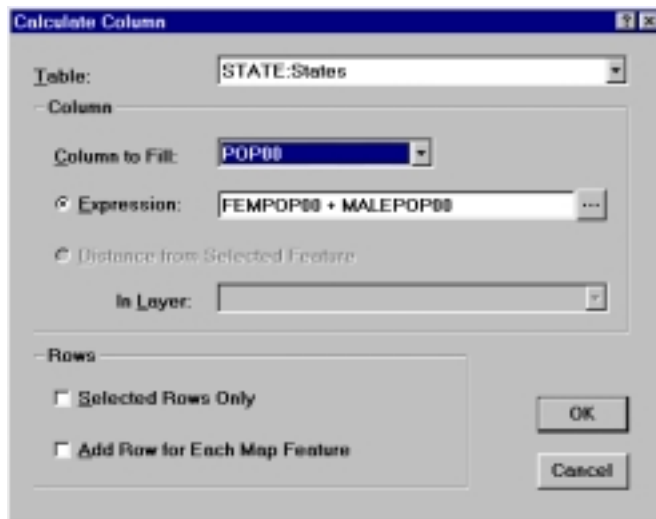 Calculate Column
Table: STATE:States
Column
Column to Fill: POP00
Expression: FEMPOP00 + MALEPOP00 ...
Distance from Selected Feature
In Layer:
Rows
Selected Rows Only
Add Row for Each Map Feature
OK
Cancel